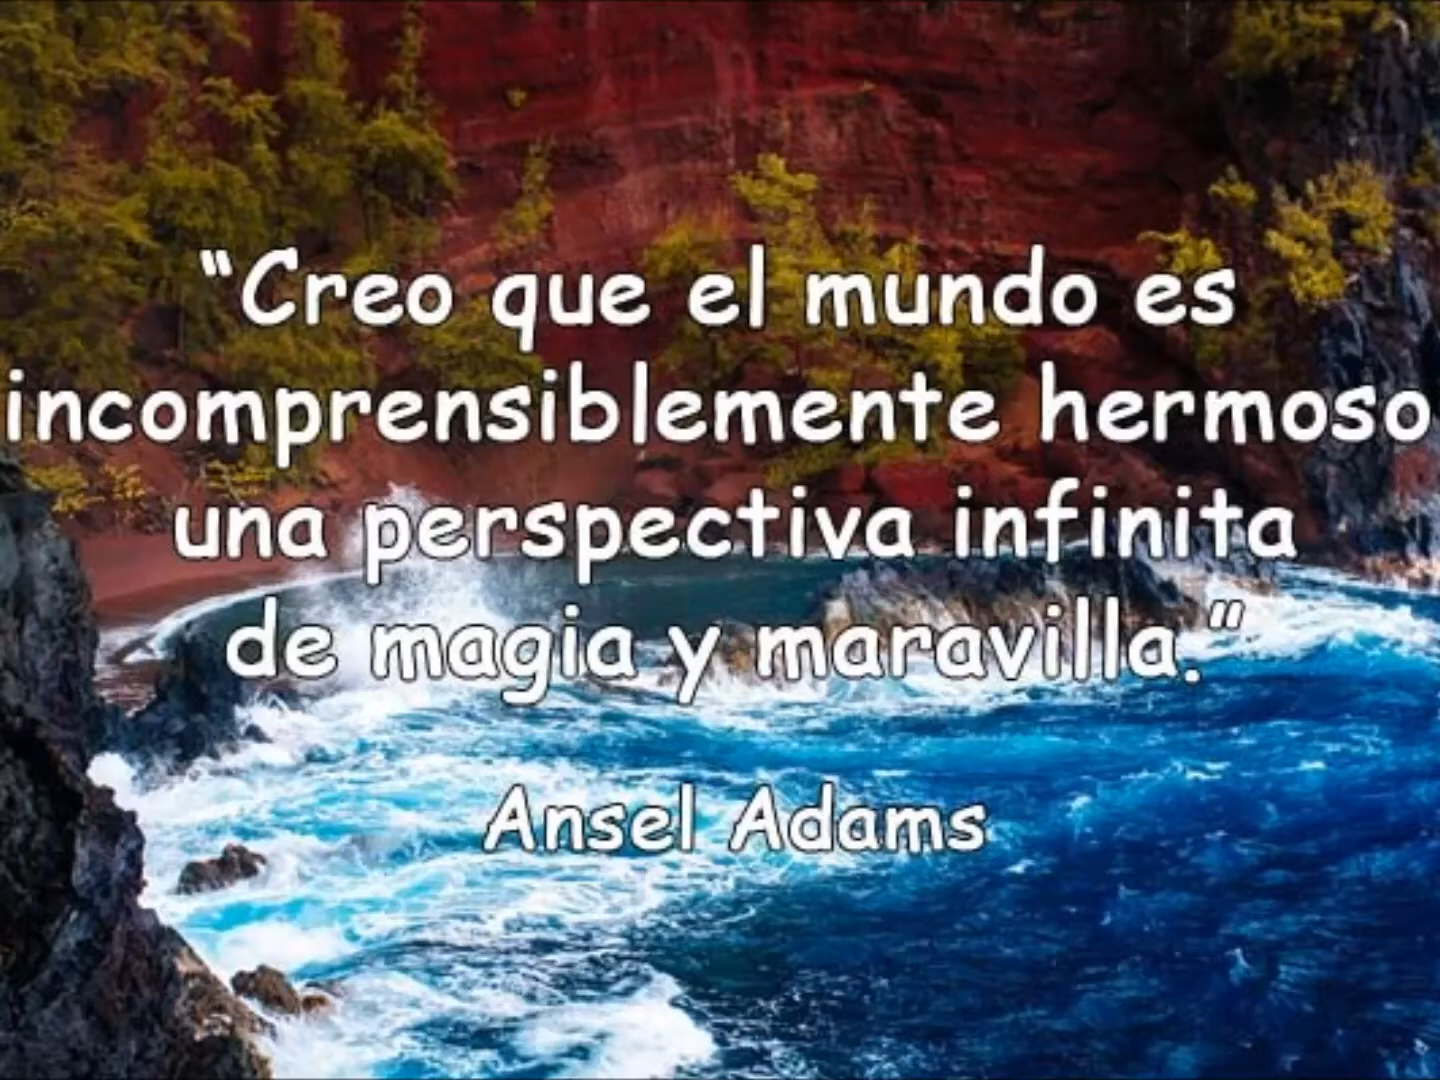 “Creo que el mundo es
incomprensiblemente hermoso
una perspectiva infinita
de magia y maravilla.”
Ansel Adams